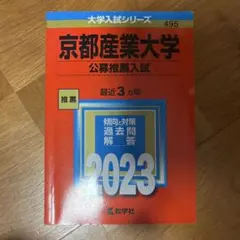 大学入試シリーズ
495
京都産業大学
公募推薦入試
最近3カ年
推薦
傾向と対策
過去問
解答
2023
教学社